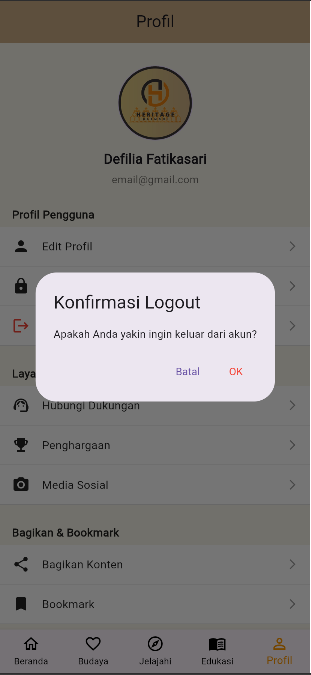 Profil
HERITAGE
Defilia Fatikasari
email@gmail.com
Profil Pengguna
Edit Profil
Konfirmasi Logout
Apakah Anda yakin ingin keluar dari akun?
Batal
OK
Laya
Hubungi Dukungan
Penghargaan
Media Sosial
Bagikan & Bookmark
Bagikan Konten
Bookmark
Beranda
Budaya
Jelajahi
Edukasi
Profil